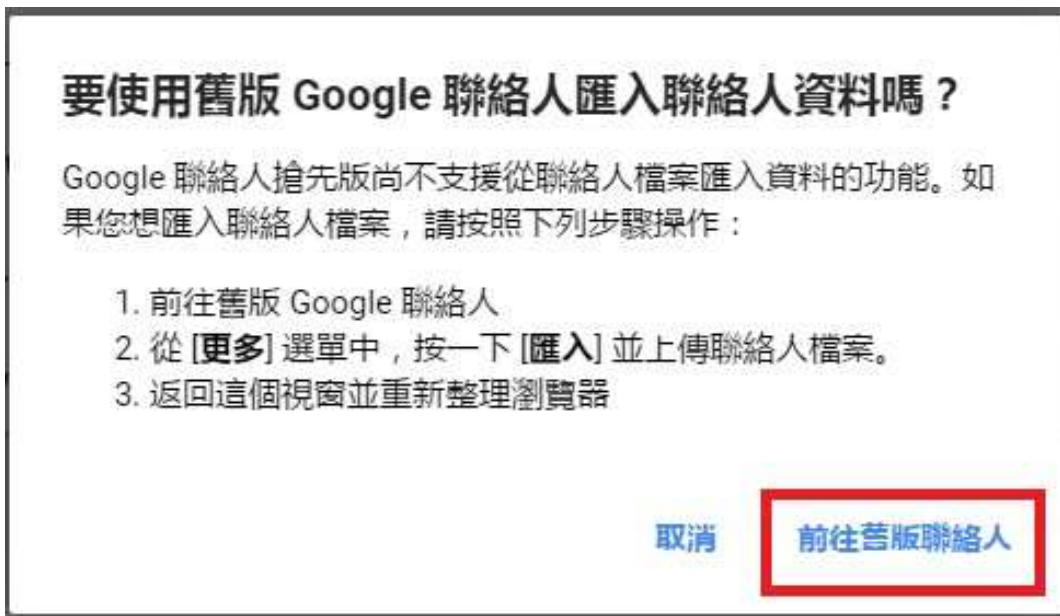 要使用舊版 Google 聯絡人匯入聯絡人資料嗎？
Google 聯絡人搶先版尚不支援從聯絡人檔案匯入資料的功能。如
果您想匯入聯絡人檔案，請按照下列步驟操作：
1. 前往舊版 Google 聯絡人
2. 從 [更多] 選單中，按一下 [匯入] 並上傳聯絡人檔案。
3. 返回這個視窗並重新整理瀏覽器
取消 前往舊版聯絡人